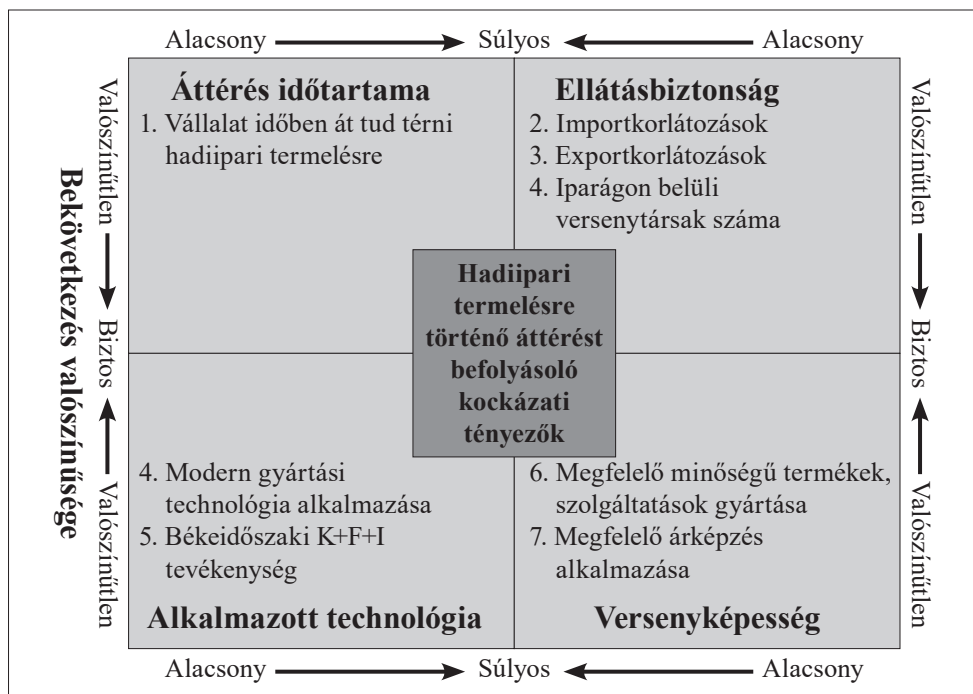 Alacsony Súlyos Alacsony
Bekövetkezés valószínűsége
Valószínűtlen Biztos Valószínűtlen
Áttérés időtartama
1. Vállalat időben át tud térni
hadiipari termelésre
Ellátásbiztonság
2. Importkorlátozások
3. Exportkorlátozások
4. Iparágon belüli
versenytársak száma
Hadiipari
termelésre
történő áttérést
befolyásoló
kockázati
tényezők
4. Modern gyártási
technológia alkalmazása
5. Békeidőszaki K+F+I
tevékenység
Alkalmazott technológia
6. Megfelelő minőségű termékek,
szolgáltatások gyártása
7. Megfelelő árképzés
alkalmazása
Versenyképesség
Valószínűtlen Biztos Valószínűtlen
Alacsony Súlyos Alacsony